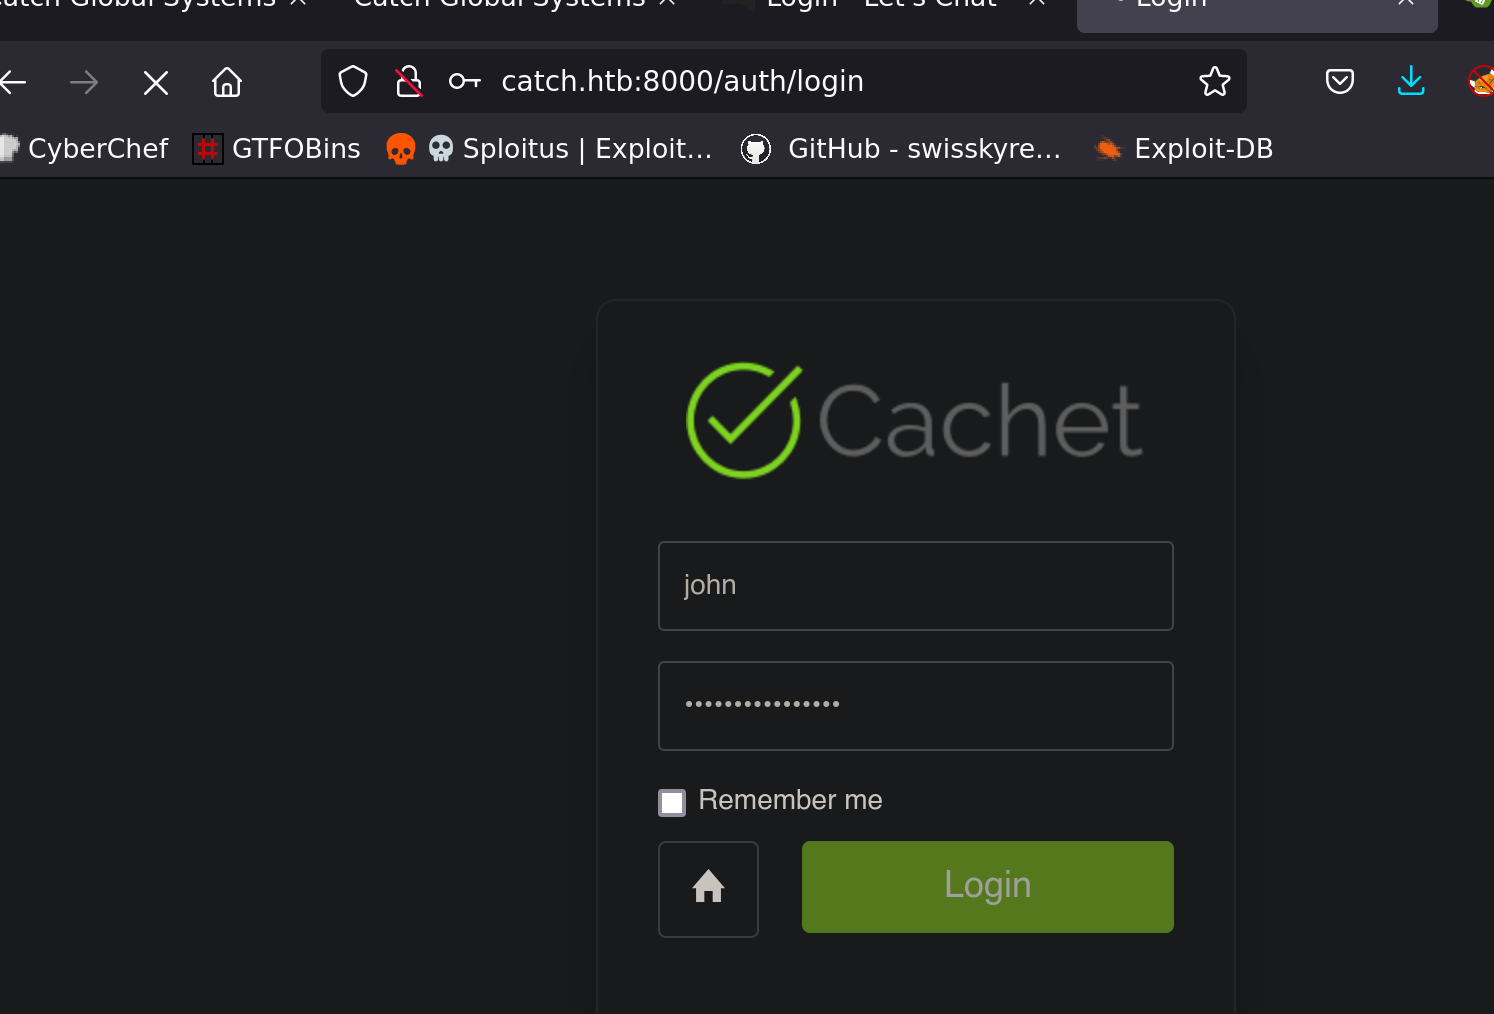 atch Global Systems × Catch Global Systems × Login - Let's Chat × Login ×
catch.htb:8000/auth/login
CyberChef GTFOBins Sploitus | Exploit... GitHub - swisskyre... Exploit-DB
Cachet
john
••••••••••••••••
Remember me
Login